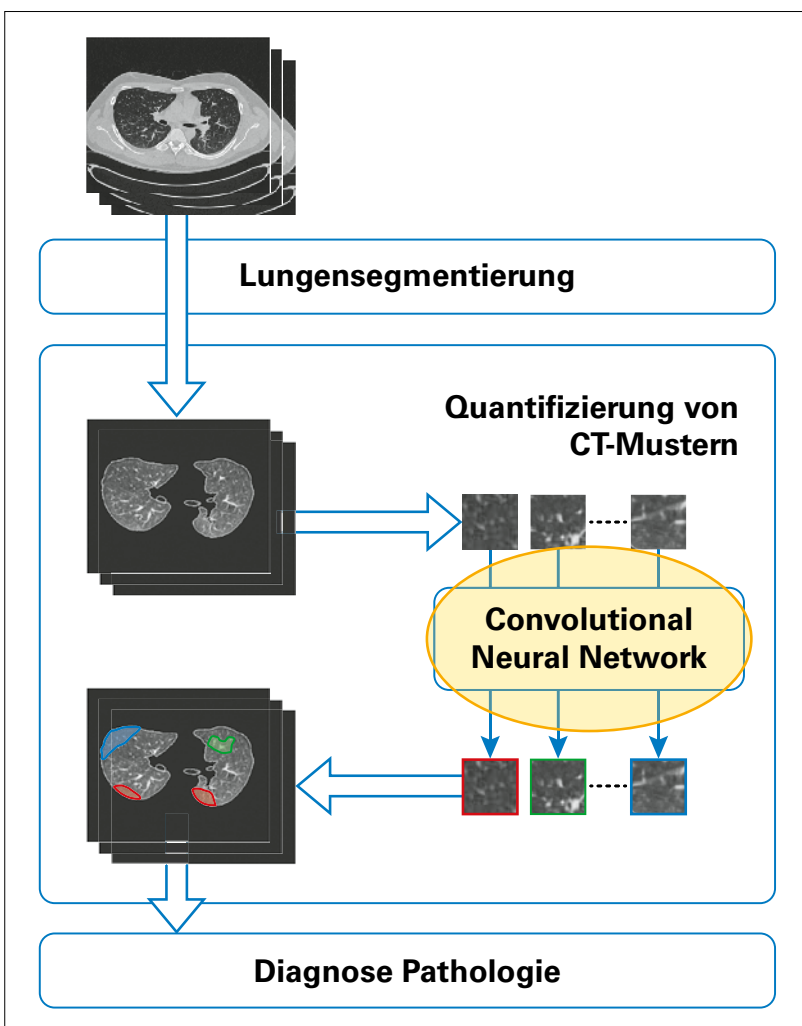 Lungensegmentierung
Quantifizierung von
CT-Mustern
Convolutional
Neural Network
Diagnose Pathologie